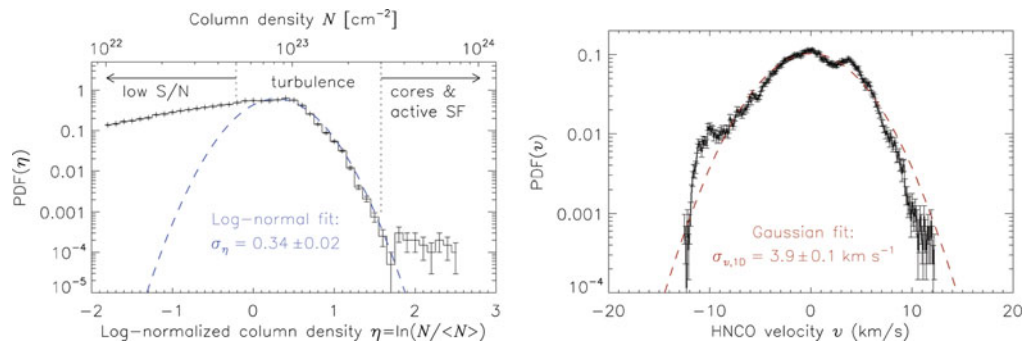 Column density N [cm⁻²]
10²² 10²³ 10²⁴
low S/N
turbulence
cores &
active SF
PDF(η)
1
0.1
0.01
0.001
10⁻⁴
10⁻⁵
Log-normal fit:
σ_η = 0.34 ±0.02
−2 −1 0 1 2 3
Log-normalized column density η=ln(N/<N>)
PDF(v)
0.1
0.01
0.001
10⁻⁴
Gaussian fit:
σ_v,1D = 3.9±0.1 km s⁻¹
−20 −10 0 10 20
HNCO velocity v (km/s)